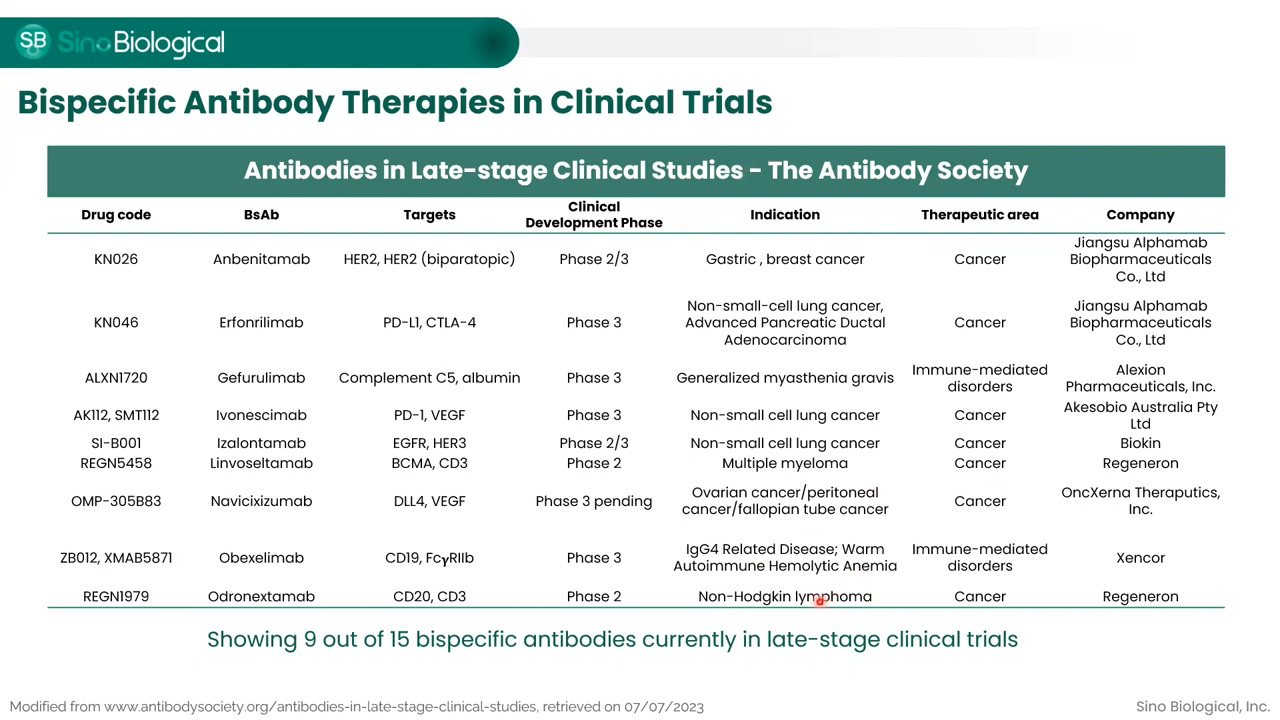 SB SinoBiological
Bispecific Antibody Therapies in Clinical Trials
Antibodies in Late-stage Clinical Studies - The Antibody Society
Drug code BsAb Targets Clinical Development Phase Indication Therapeutic area Company
KN026 Anbenitamab HER2, HER2 (biparatopic) Phase 2/3 Gastric , breast cancer Cancer Jiangsu Alphamab Biopharmaceuticals Co., Ltd
KN046 Erfonrilimab PD-L1, CTLA-4 Phase 3 Non-small-cell lung cancer, Advanced Pancreatic Ductal Adenocarcinoma Cancer Jiangsu Alphamab Biopharmaceuticals Co., Ltd
ALXN1720 Gefurulimab Complement C5, albumin Phase 3 Generalized myasthenia gravis Immune-mediated disorders Alexion Pharmaceuticals, Inc.
AK112, SMT112 Ivonescimab PD-1, VEGF Phase 3 Non-small cell lung cancer Cancer Akesobio Australia Pty Ltd
SI-B001 Izalontamab EGFR, HER3 Phase 2/3 Non-small cell lung cancer Cancer Biokin
REGN5458 Linvoseltamab BCMA, CD3 Phase 2 Multiple myeloma Cancer Regeneron
OMP-305B83 Navicixizumab DLL4, VEGF Phase 3 pending Ovarian cancer/peritoneal cancer/fallopian tube cancer Cancer OncXerna Theraputics, Inc.
ZB012, XMAB5871 Obexelimab CD19, FcγRIIb Phase 3 IgG4 Related Disease; Warm Autoimmune Hemolytic Anemia Immune-mediated disorders Xencor
REGN1979 Odronextamab CD20, CD3 Phase 2 Non-Hodgkin lymphoma Cancer Regeneron
Showing 9 out of 15 bispecific antibodies currently in late-stage clinical trials
Modified from www.antibodysociety.org/antibodies-in-late-stage-clinical-studies, retrieved on 07/07/2023
Sino Biological, Inc.